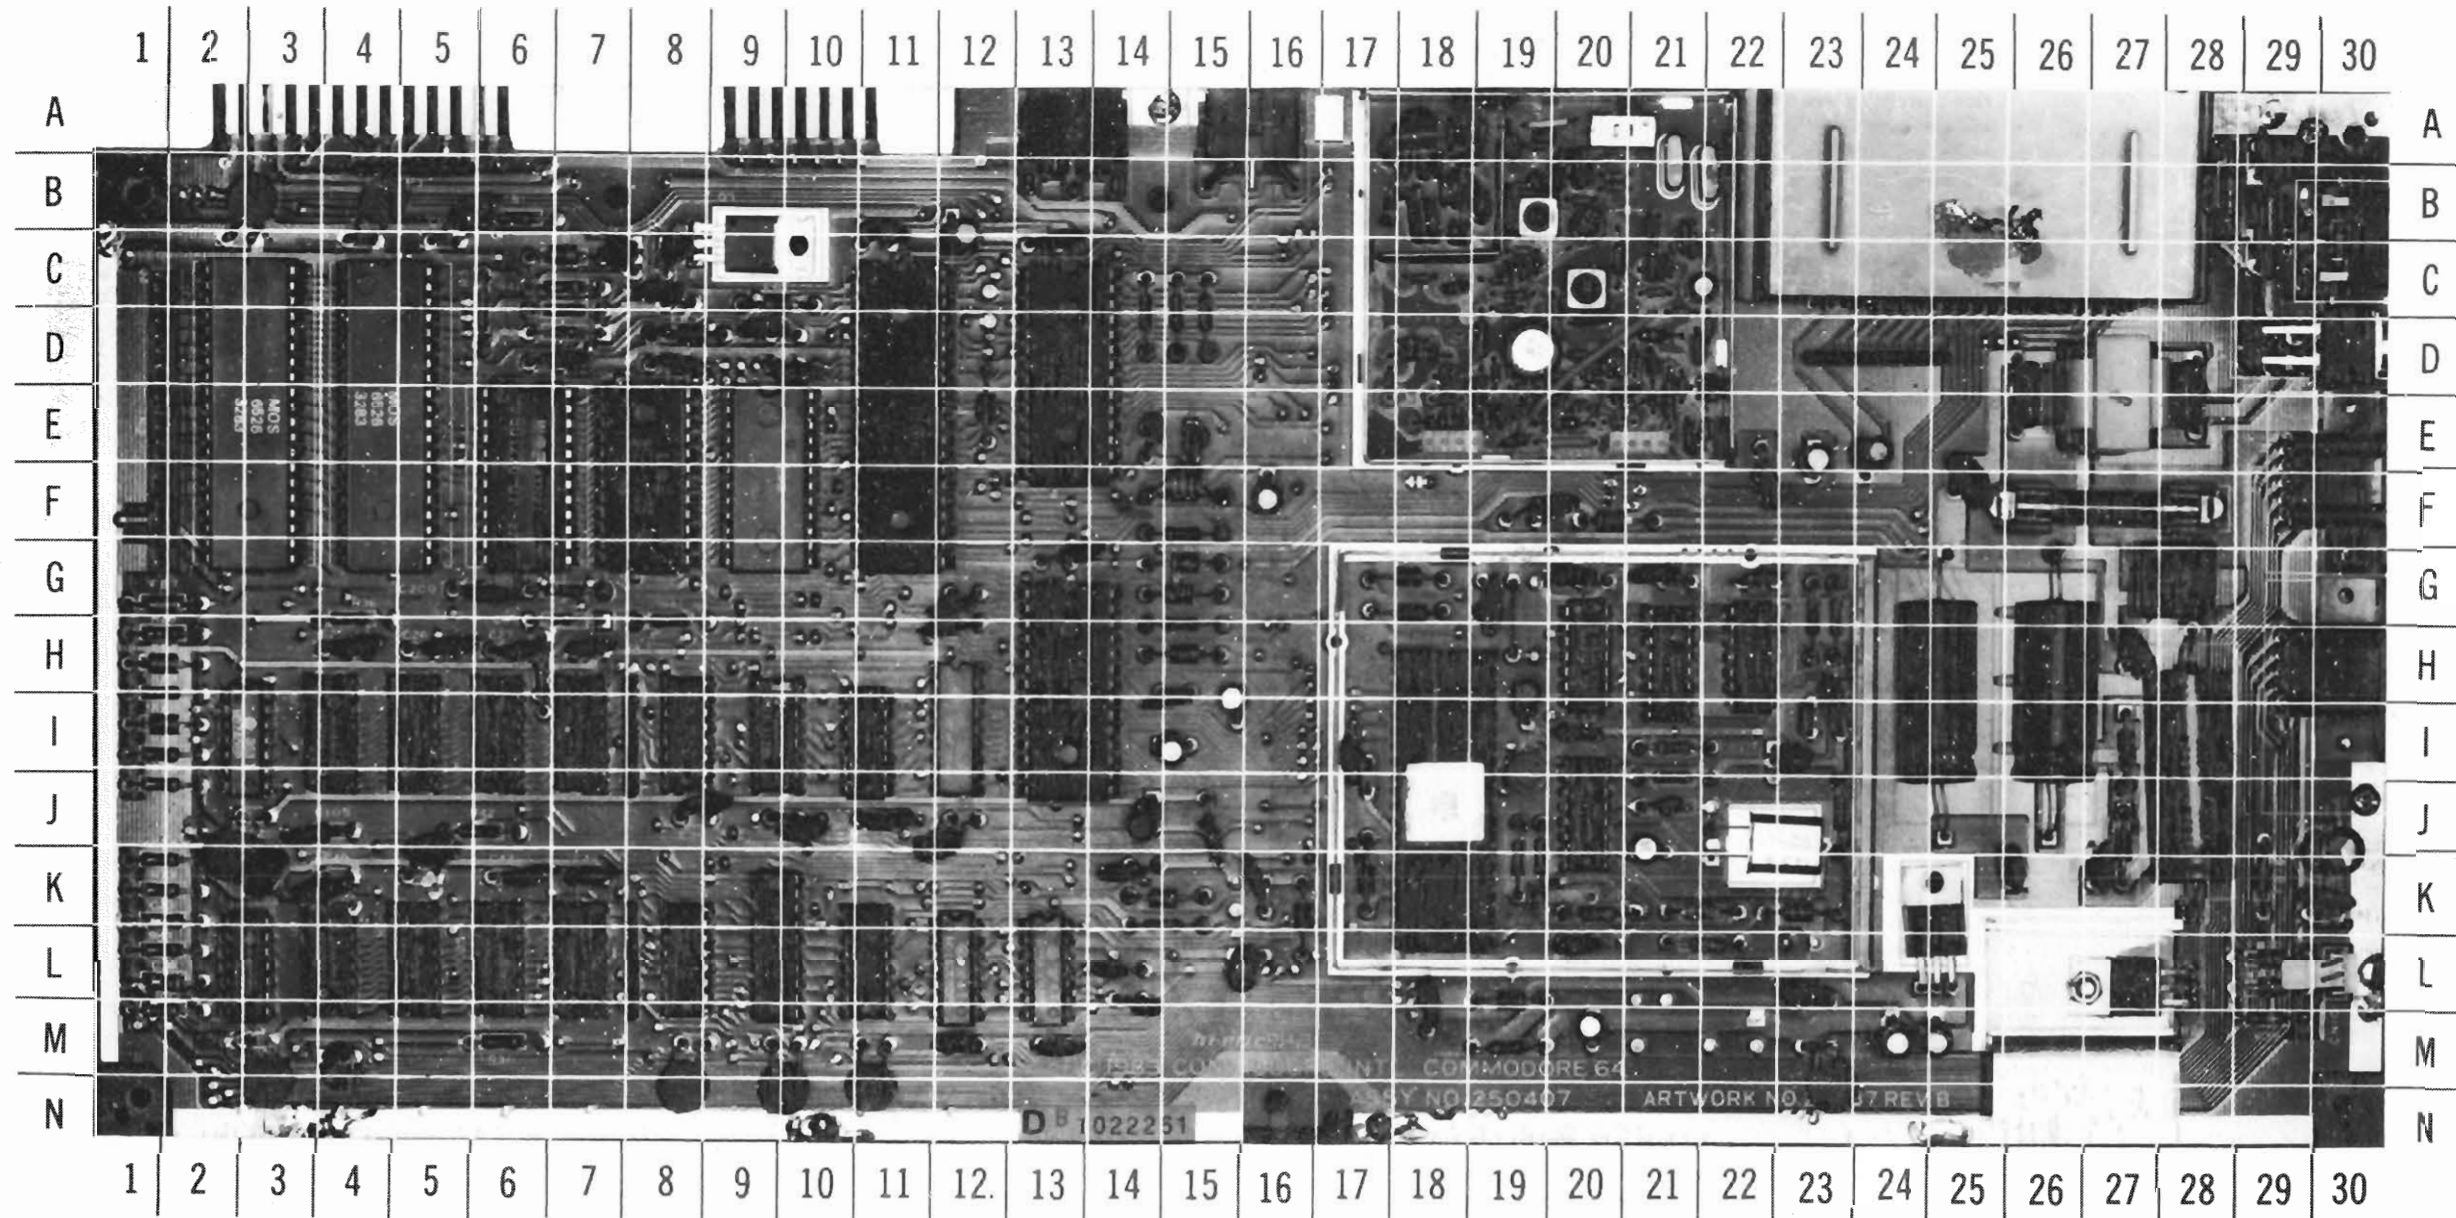 1 2 3 4 5 6 7 8 9 10 11 12 13 14 15 16 17 18 19 20 21 22 23 24 25 26 27 28 29 30
A A
B B
C C
D D
E E
MOS
6526
3283
MOS
6526
3283
F F
G G
H H
I I
J J
K K
L L
M M
1983 COMMODORE 64
N N
ASSY NO. 250407 ARTWORK NO. REV B
D B 1022251
1 2 3 4 5 6 7 8 9 10 11 12. 13 14 15 16 17 18 19 20 21 22 23 24 25 26 27 28 29 30